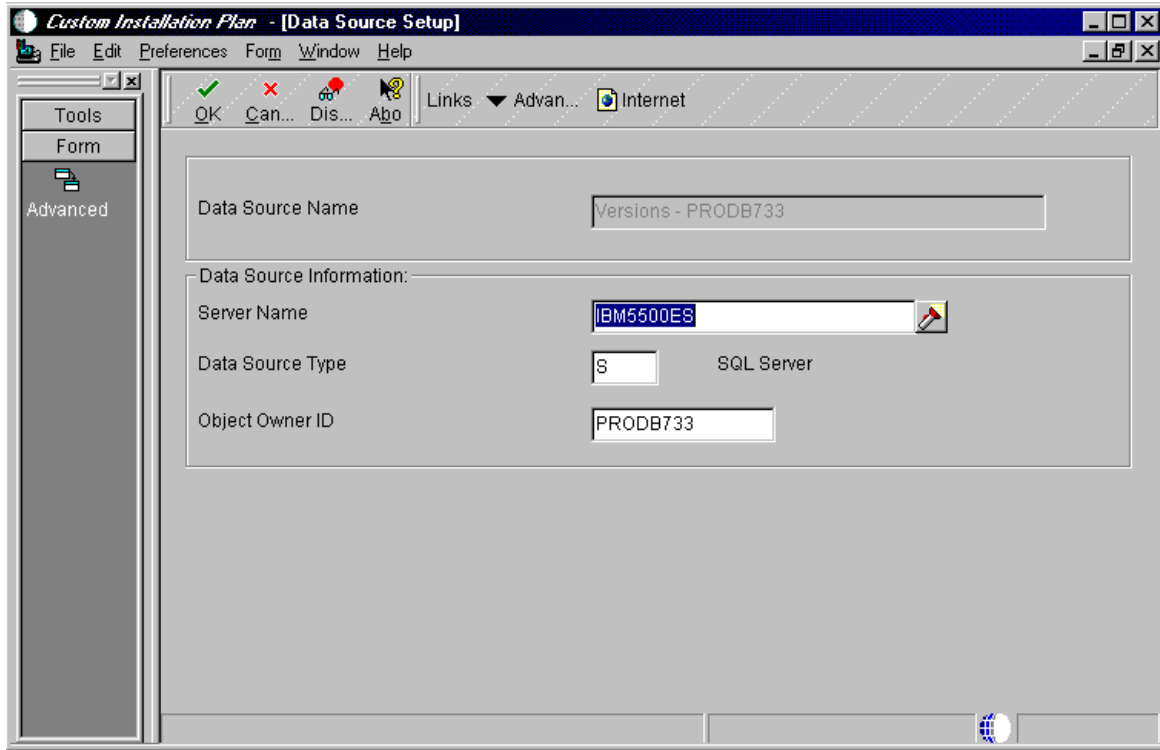 Custom Installation Plan - [Data Source Setup]
File Edit Preferences Form Window Help
Tools
Form
Advanced
OK Can... Dis... Abo Links Advan... Internet
Data Source Name Versions - PRODB733
Data Source Information:
Server Name IBM5500ES
Data Source Type S SQL Server
Object Owner ID PRODB733